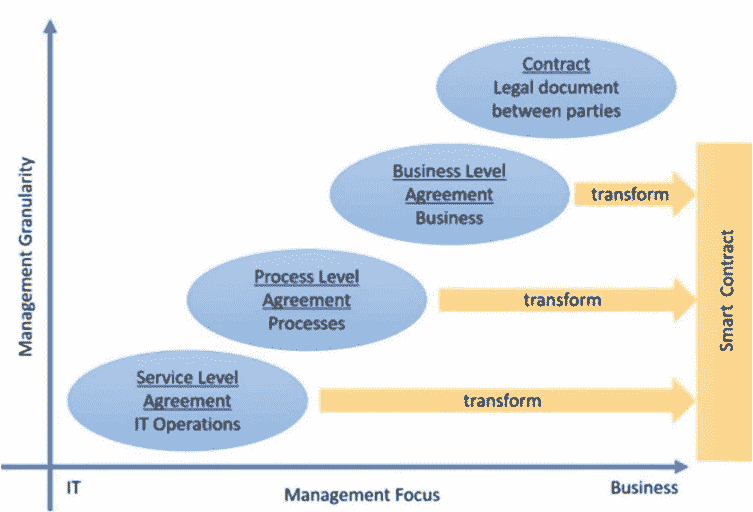 Contract
Legal document
between parties
Business Level
Agreement
Business
transform
Process Level
Agreement
Processes
transform
Service Level
Agreement
IT Operations
transform
Smart Contract
Management Granularity
IT
Management Focus
Business